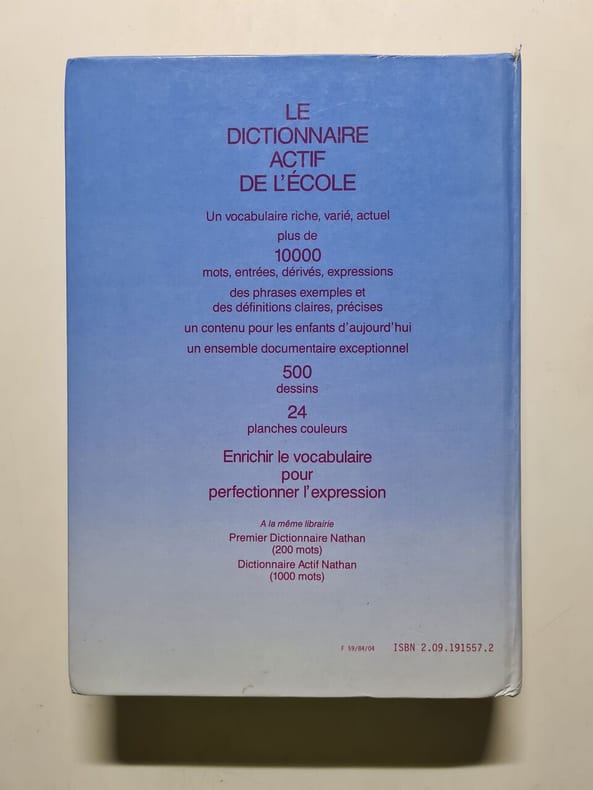 LE
DICTIONNAIRE
ACTIF
DE L'ÉCOLE
Un vocabulaire riche, varié, actuel
plus de
10000
mots, entrées, dérivés, expressions
des phrases exemples et
des définitions claires, précises
un contenu pour les enfants d'aujourd'hui
un ensemble documentaire exceptionnel
500
dessins
24
planches couleurs
Enrichir le vocabulaire
pour
perfectionner l'expression
A la même librairie
Premier Dictionnaire Nathan
(200 mots)
Dictionnaire Actif Nathan
(1000 mots)
F 59/84/04 ISBN 2.09.191557.2